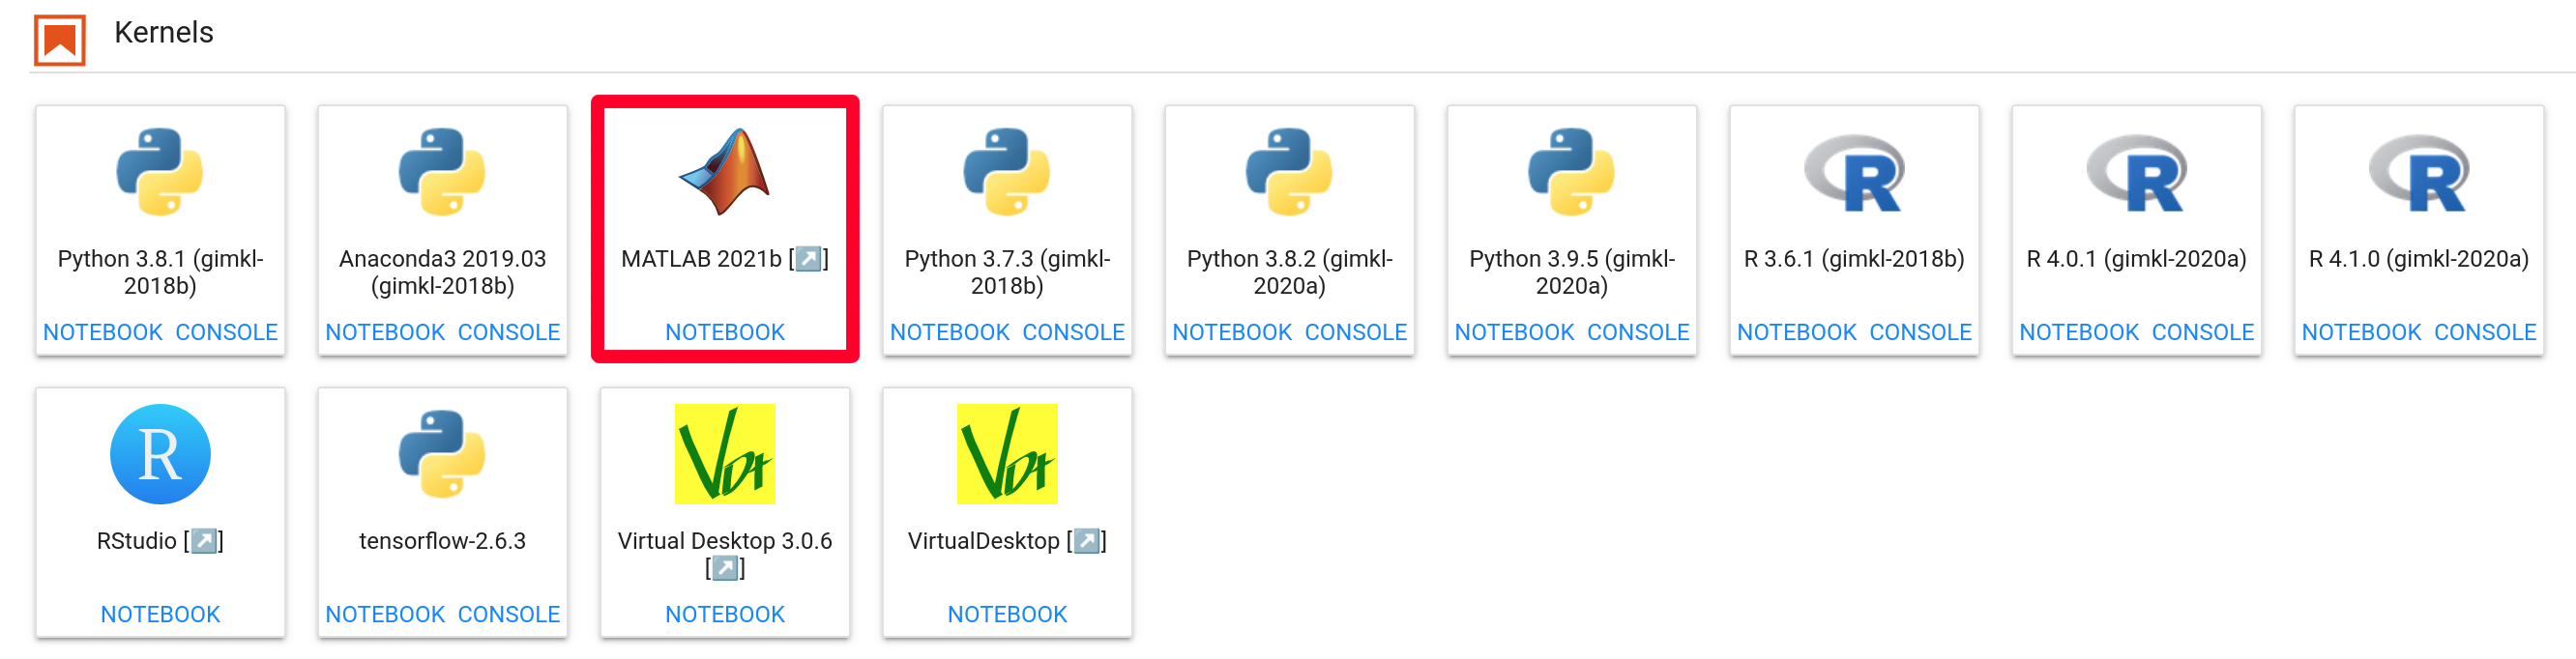 Kernels
Python 3.8.1 (gimkl-
2018b)
NOTEBOOK CONSOLE
Anaconda3 2019.03
(gimkl-2018b)
NOTEBOOK CONSOLE
MATLAB 2021b [↗]
NOTEBOOK
Python 3.7.3 (gimkl-
2018b)
NOTEBOOK CONSOLE
Python 3.8.2 (gimkl-
2020a)
NOTEBOOK CONSOLE
Python 3.9.5 (gimkl-
2020a)
NOTEBOOK CONSOLE
R
R 3.6.1 (gimkl-2018b)
NOTEBOOK CONSOLE
R
R 4.0.1 (gimkl-2020a)
NOTEBOOK CONSOLE
R
R 4.1.0 (gimkl-2020a)
NOTEBOOK CONSOLE
R
RStudio [↗]
NOTEBOOK
tensorflow-2.6.3
NOTEBOOK CONSOLE
VDt
Virtual Desktop 3.0.6
[↗]
NOTEBOOK
VDt
VirtualDesktop [↗]
NOTEBOOK